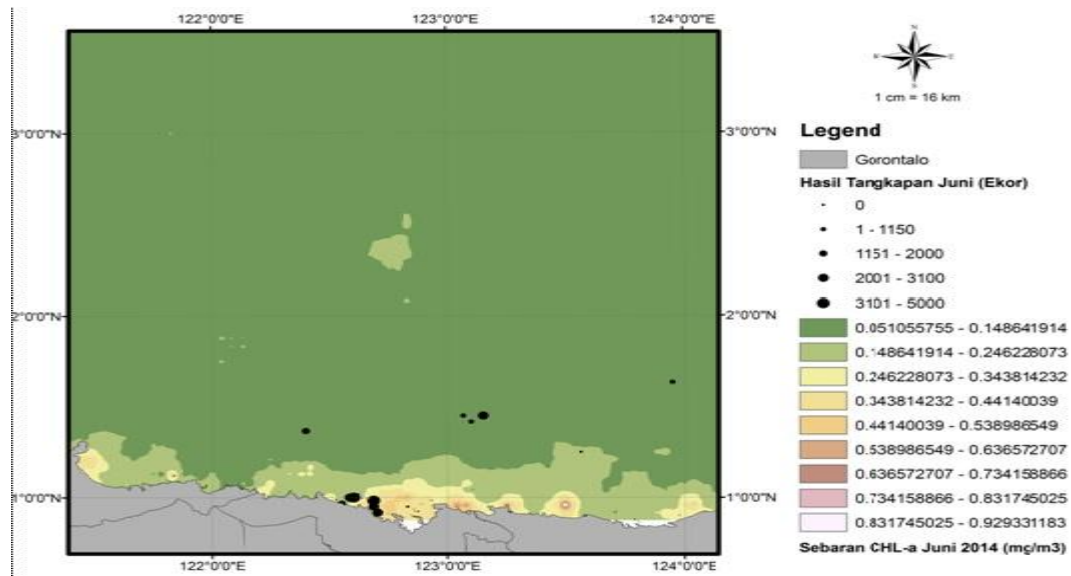 122°0'0"E 123°0'0"E 124°0'0"E
3°0'0"N 3°0'0"N
2°0'0"N 2°0'0"N
1°0'0"N 1°0'0"N
122°0'0"E 123°0'0"E 124°0'0"E
N
W E
S
1 cm = 16 km
Legend
Gorontalo
Hasil Tangkapan Juni (Ekor)
0
1 - 1150
1151 - 2000
2001 - 3100
3101 - 5000
0.051055755 - 0.148641914
0.148641914 - 0.246228073
0.246228073 - 0.343814232
0.343814232 - 0.44140039
0.44140039 - 0.538986549
0.538986549 - 0.636572707
0.636572707 - 0.734158866
0.734158866 - 0.831745025
0.831745025 - 0.929331183
Sebaran CHL-a Juni 2014 (mg/m3)